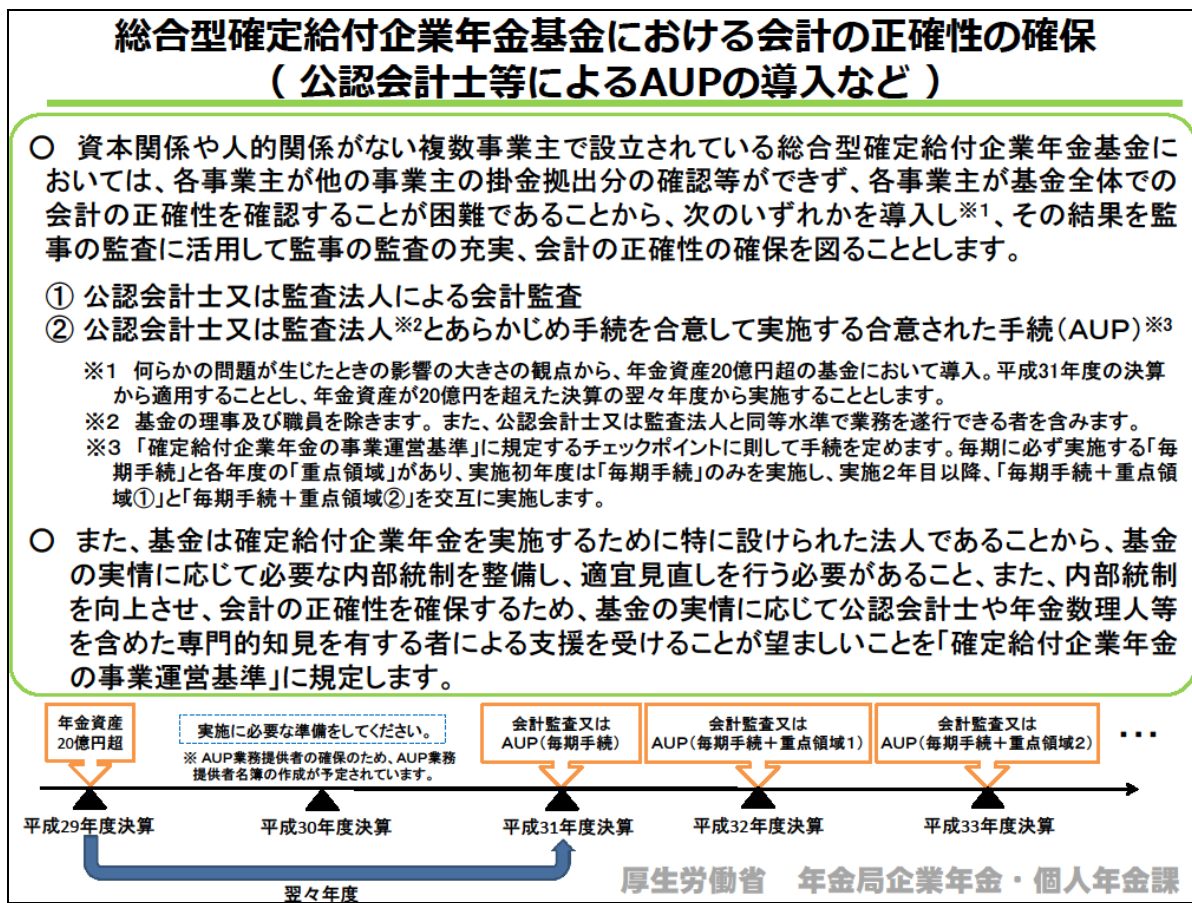 総合型確定給付企業年金基金における会計の正確性の確保
（ 公認会計士等によるAUPの導入など ）
○ 資本関係や人的関係がない複数事業主で設立されている総合型確定給付企業年金基金に
おいては、各事業主が他の事業主の掛金拠出分の確認等ができず、各事業主が基金全体での
会計の正確性を確認することが困難であることから、次のいずれかを導入し※1、その結果を監
事の監査に活用して監事の監査の充実、会計の正確性の確保を図ることとします。
① 公認会計士又は監査法人による会計監査
② 公認会計士又は監査法人※2とあらかじめ手続を合意して実施する合意された手続（AUP）※3
※1 何らかの問題が生じたときの影響の大きさの観点から、年金資産20億円超の基金において導入。平成31年度の決算
から適用することとし、年金資産が20億円を超えた決算の翌々年度から実施することとします。
※2 基金の理事及び職員を除きます。また、公認会計士又は監査法人と同等水準で業務を遂行できる者を含みます。
※3 「確定給付企業年金の事業運営基準」に規定するチェックポイントに則して手続を定めます。毎期に必ず実施する「毎
期手続」と各年度の「重点領域」があり、実施初年度は「毎期手続」のみを実施し、実施2年目以降、「毎期手続＋重点領
域①」と「毎期手続＋重点領域②」を交互に実施します。
○ また、基金は確定給付企業年金を実施するために特に設けられた法人であることから、基金
の実情に応じて必要な内部統制を整備し、適宜見直しを行う必要があること、また、内部統制
を向上させ、会計の正確性を確保するため、基金の実情に応じて公認会計士や年金数理人等
を含めた専門的知見を有する者による支援を受けることが望ましいことを「確定給付企業年金
の事業運営基準」に規定します。
年金資産
20億円超
実施に必要な準備をしてください。
※ AUP業務提供者の確保のため、AUP業務
提供者名簿の作成が予定されています。
会計監査又は
AUP（毎期手続）
会計監査又は
AUP（毎期手続＋重点領域1）
会計監査又は
AUP（毎期手続＋重点領域2）
･･･
平成29年度決算
平成30年度決算
平成31年度決算
平成32年度決算
平成33年度決算
翌々年度
厚生労働省 年金局企業年金・個人年金課